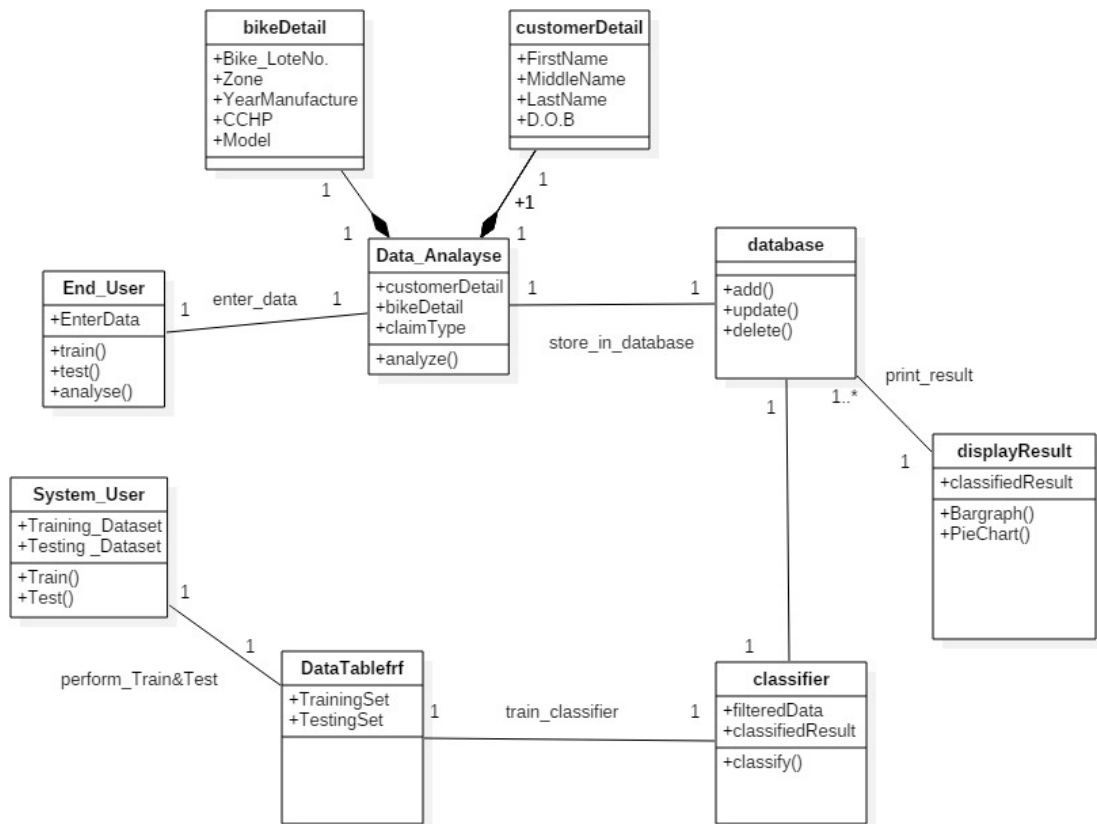 bikeDetail
+Bike_LoteNo.
+Zone
+YearManufacture
+CCHP
+Model
customerDetail
+FirstName
+MiddleName
+LastName
+D.O.B
1
1
+1
1
1
Data_Analayse
+customerDetail
+bikeDetail
+claimType
+analyze()
database
+add()
+update()
+delete()
End_User
+EnterData
+train()
+test()
+analyse()
enter_data
1
1
1
1
store_in_database
print_result
1..*
1
1
displayResult
+classifiedResult
+Bargraph()
+PieChart()
System_User
+Training_Dataset
+Testing _Dataset
+Train()
+Test()
1
1
perform_Train&Test
DataTablefrf
+TrainingSet
+TestingSet
1
train_classifier
1
1
classifier
+filteredData
+classifiedResult
+classify()